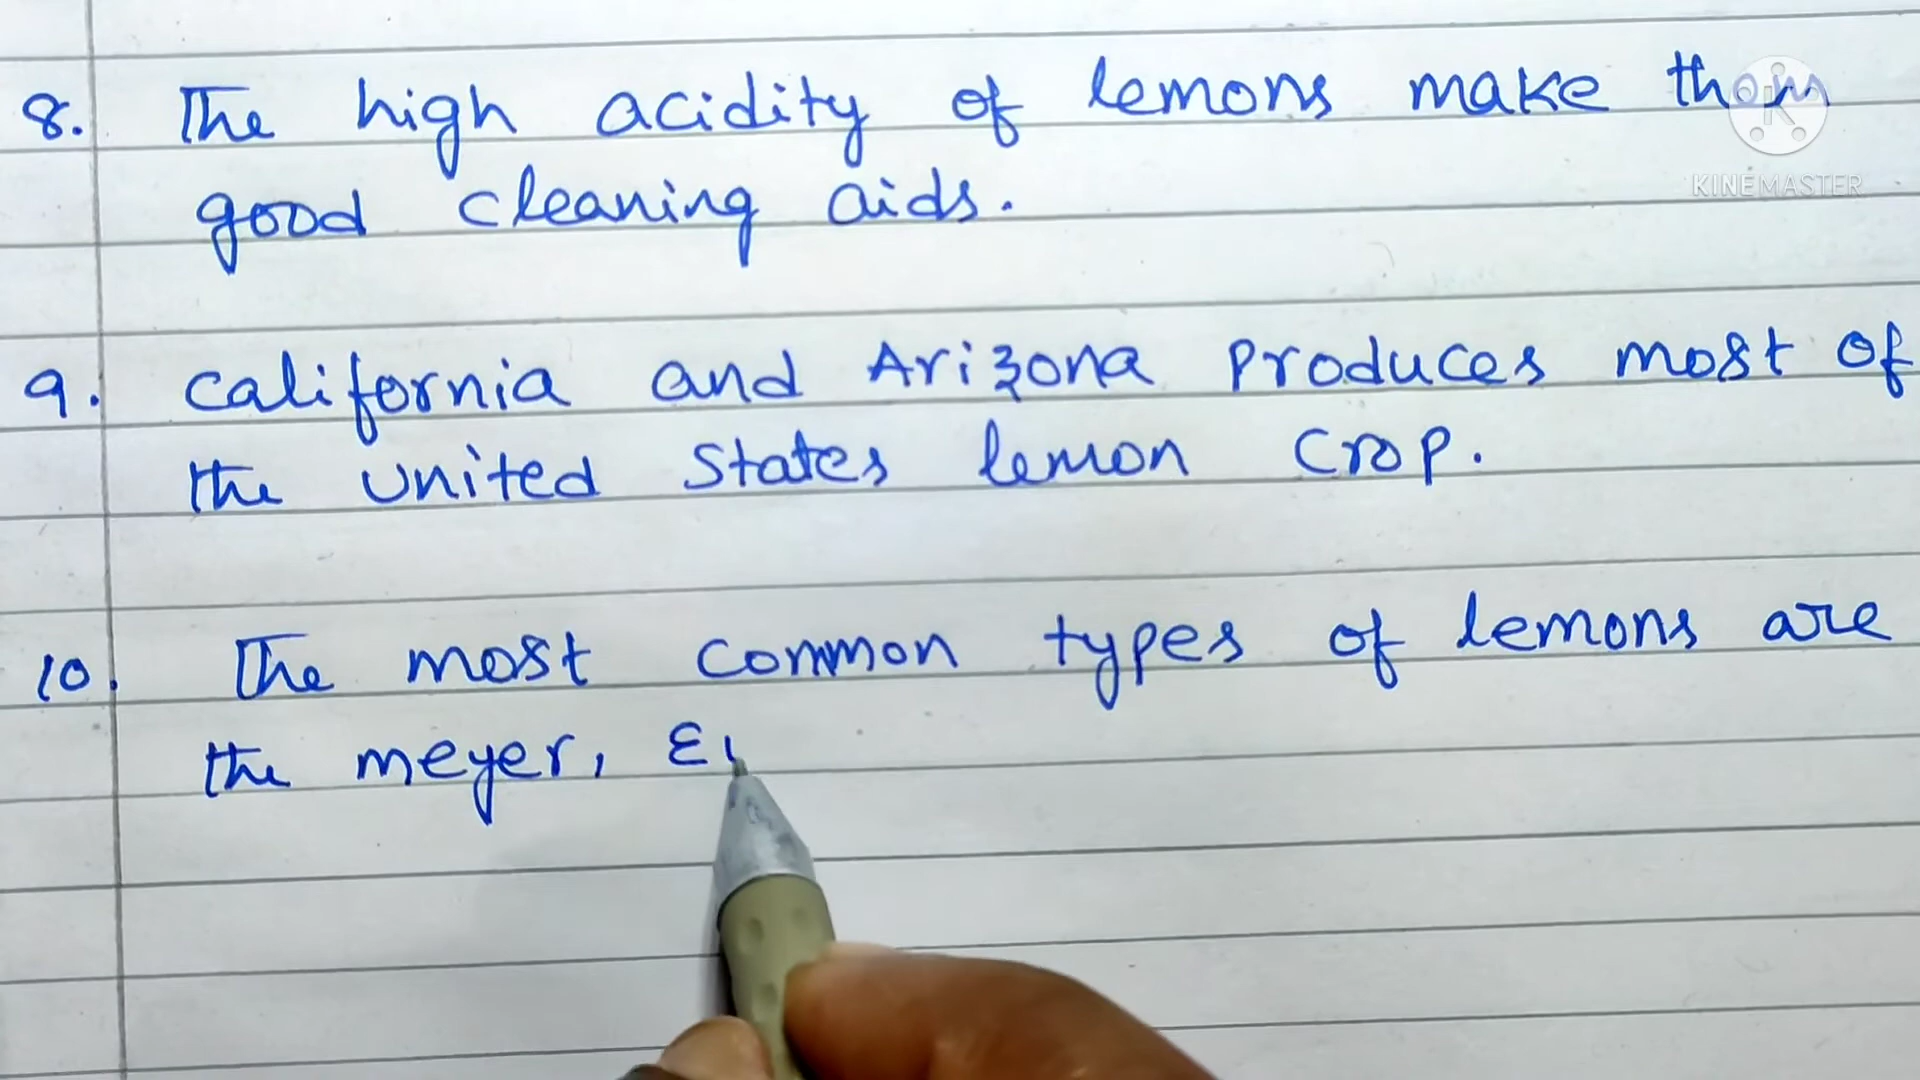 8. The high acidity of lemons make them
good cleaning aids.
9. California and Arizona produces most of
the united states lemon crop.
10. The most common types of lemons are
the meyer,
KINEMASTER